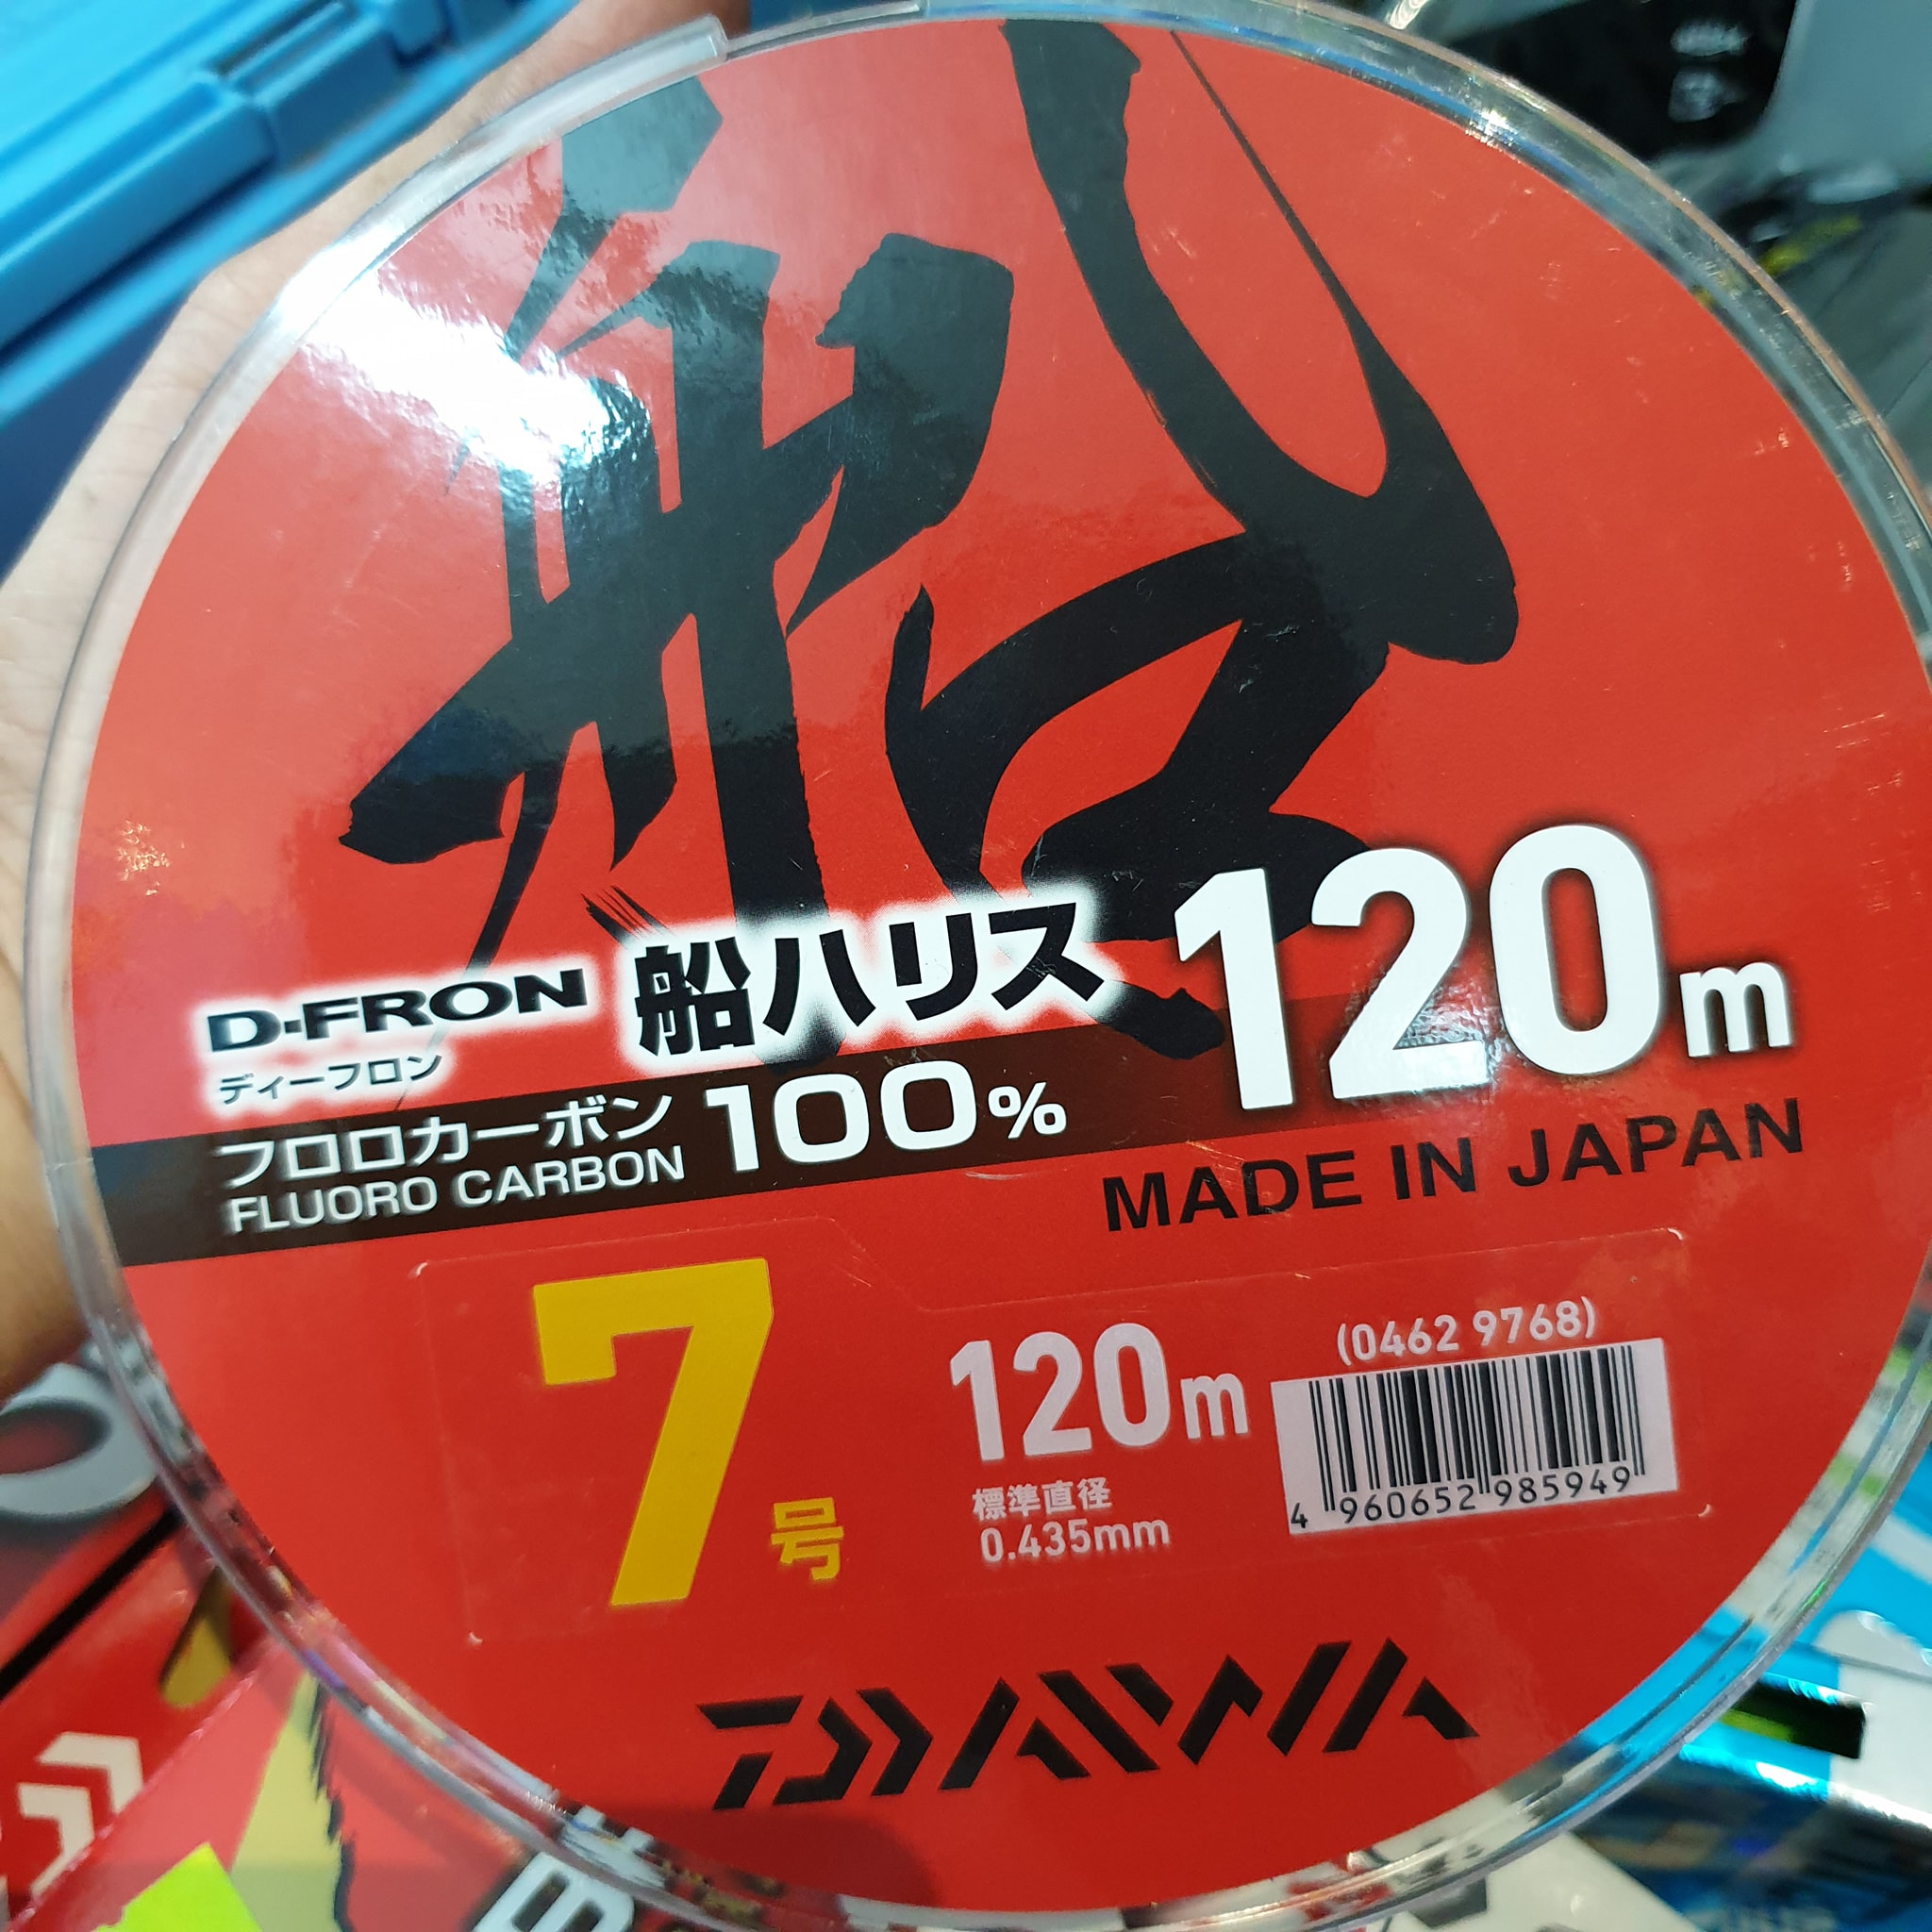 船
D-FRON 船ハリス 120m
ディーフロン
フロロカーボン
FLUORO CARBON 100%
MADE IN JAPAN
7号
120m
標準直径
0.435mm
(0462 9768)
4 960652 985949
DAIWA